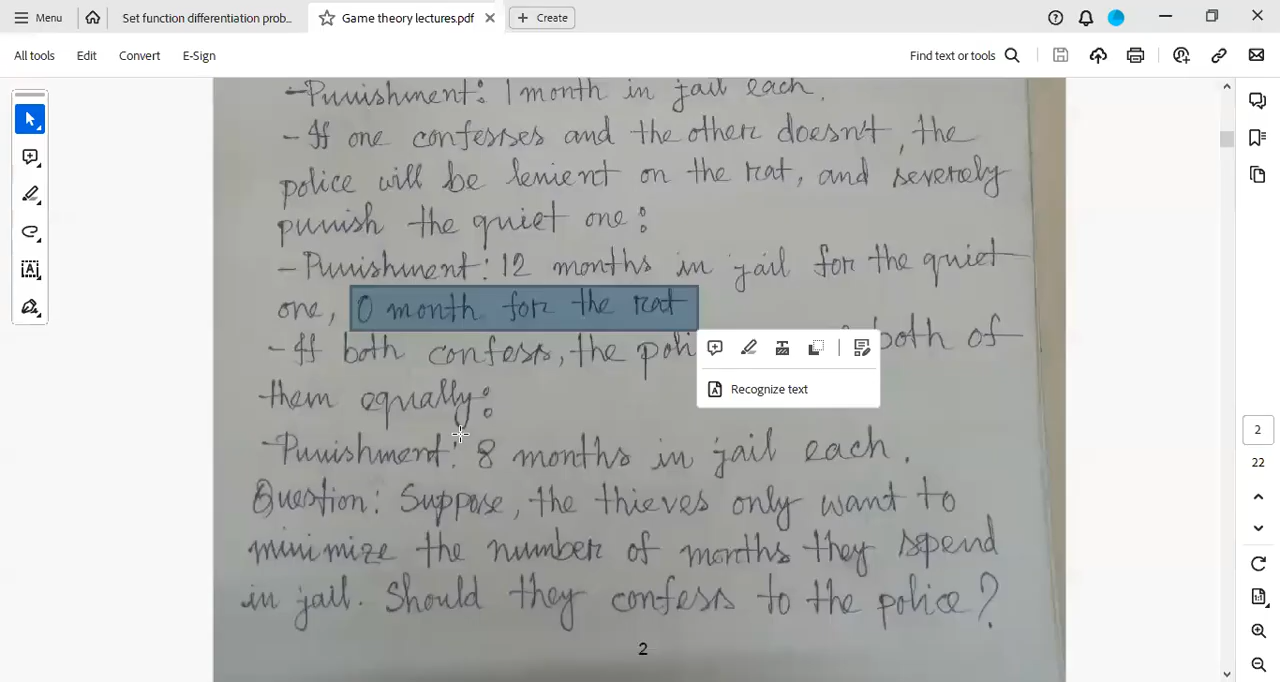 Menu
Set function differentiation prob...
Game theory lectures.pdf
Create
All tools
Edit
Convert
E-Sign
Find text or tools
-Punishment: 1 month in jail each.
- If one confesses and the other doesn't, the
police will be lenient on the rat, and severely
punish the quiet one:
- Punishment: 12 months in jail for the quiet
one, 0 month for the rat
- If both confess, the poli both of
them equally:
Recognize text
-Punishment: 8 months in jail each.
Question: Suppose, the thieves only want to
minimize the number of months they spend
in jail. Should they confess to the police?
2
2
22